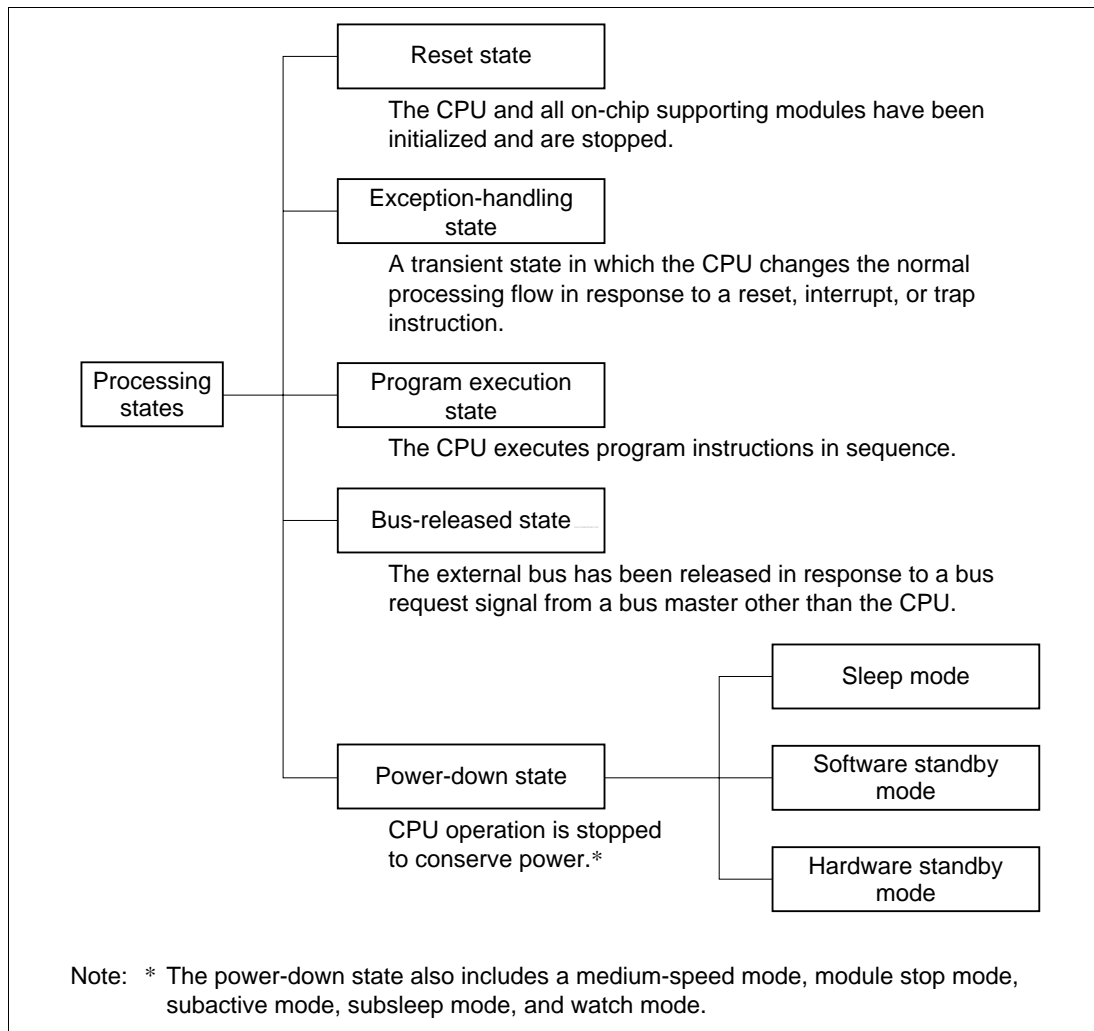 Reset state
The CPU and all on-chip supporting modules have been
initialized and are stopped.
Exception-handling
state
A transient state in which the CPU changes the normal
processing flow in response to a reset, interrupt, or trap
instruction.
Processing
states
Program execution
state
The CPU executes program instructions in sequence.
Bus-released state
The external bus has been released in response to a bus
request signal from a bus master other than the CPU.
Sleep mode
Power-down state
CPU operation is stopped
to conserve power.*
Software standby
mode
Hardware standby
mode
Note: * The power-down state also includes a medium-speed mode, module stop mode,
subactive mode, subsleep mode, and watch mode.